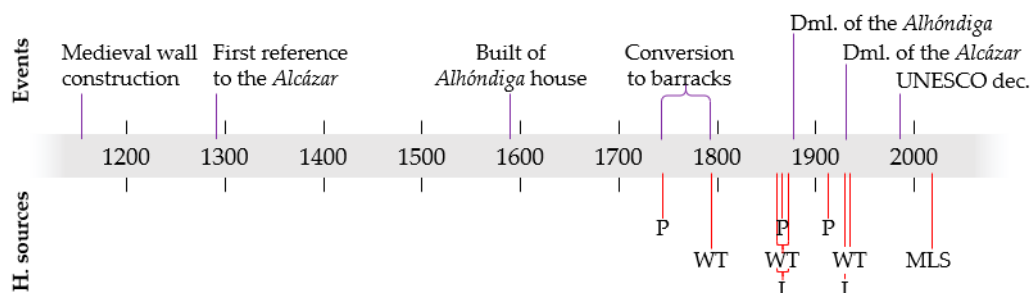 Events
Medieval wall
construction
First reference
to the Alcázar
Built of
Alhóndiga house
Conversion
to barracks
Dml. of the Alhóndiga
Dml. of the Alcázar
UNESCO dec.
1200 1300 1400 1500 1600 1700 1800 1900 2000
H. sources
P P P
WT WT WT MLS